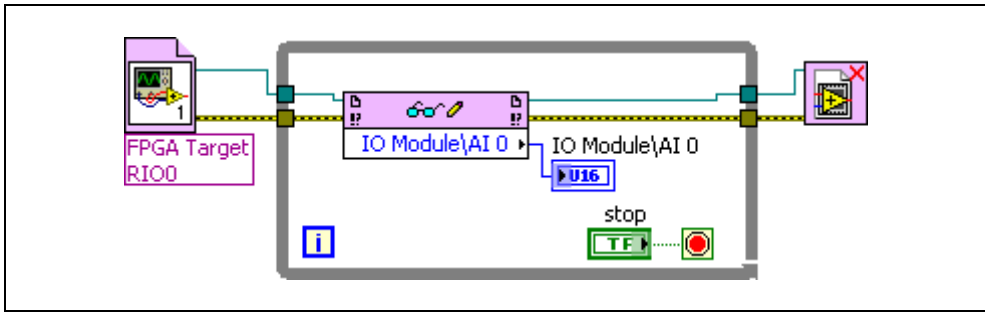 1
FPGA Target
RIO0
IO Module\AI 0
IO Module\AI 0
U16
stop
TF
i